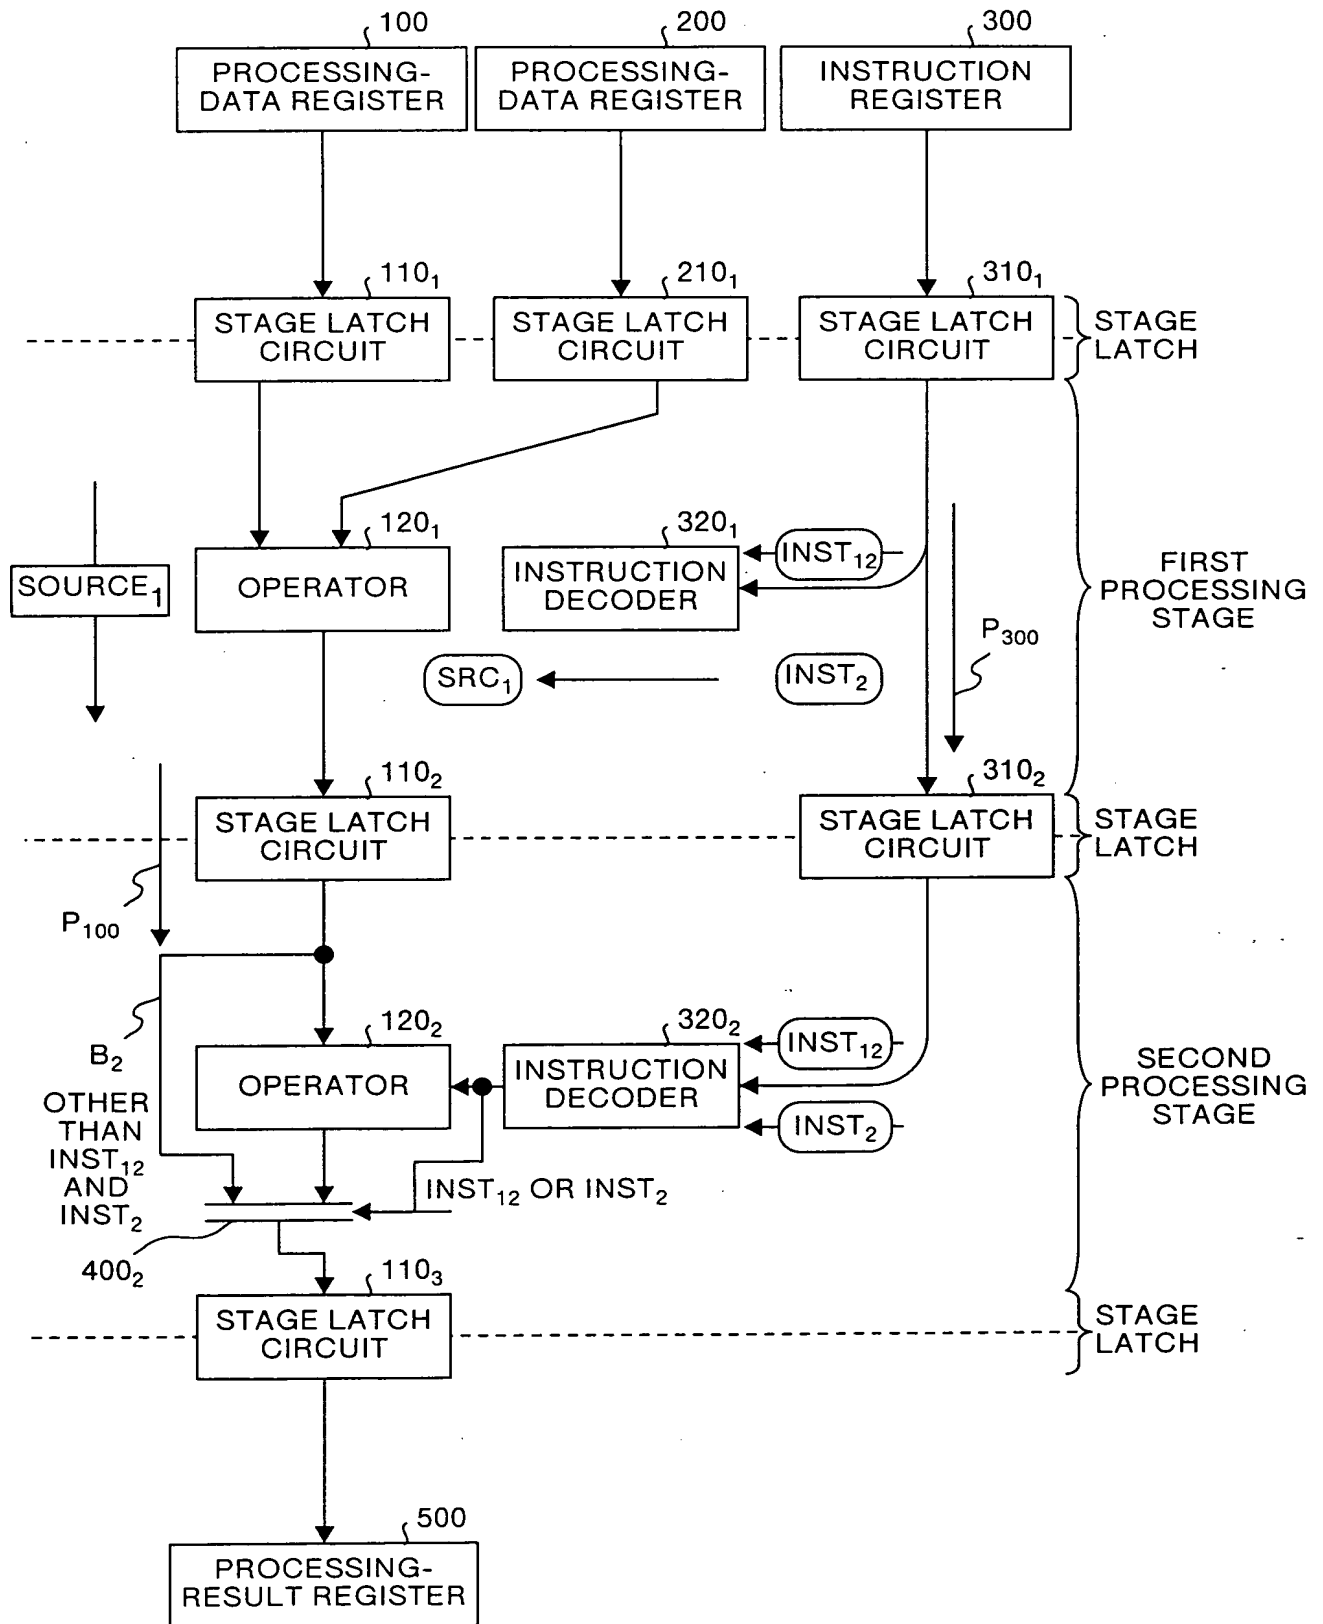 100
200
300
PROCESSING-
DATA REGISTER
PROCESSING-
DATA REGISTER
INSTRUCTION
REGISTER
110₁
210₁
310₁
STAGE LATCH
CIRCUIT
STAGE LATCH
CIRCUIT
STAGE LATCH
CIRCUIT
STAGE
LATCH
120₁
320₁
SOURCE₁
OPERATOR
INSTRUCTION
DECODER
INST₁₂
FIRST
PROCESSING
STAGE
P₃₀₀
SRC₁
INST₂
110₂
310₂
STAGE LATCH
CIRCUIT
STAGE LATCH
CIRCUIT
STAGE
LATCH
P₁₀₀
B₂
120₂
320₂
OPERATOR
INSTRUCTION
DECODER
INST₁₂
INST₂
SECOND
PROCESSING
STAGE
OTHER
THAN
INST₁₂
AND
INST₂
INST₁₂ OR INST₂
400₂
110₃
STAGE LATCH
CIRCUIT
STAGE
LATCH
500
PROCESSING-
RESULT REGISTER